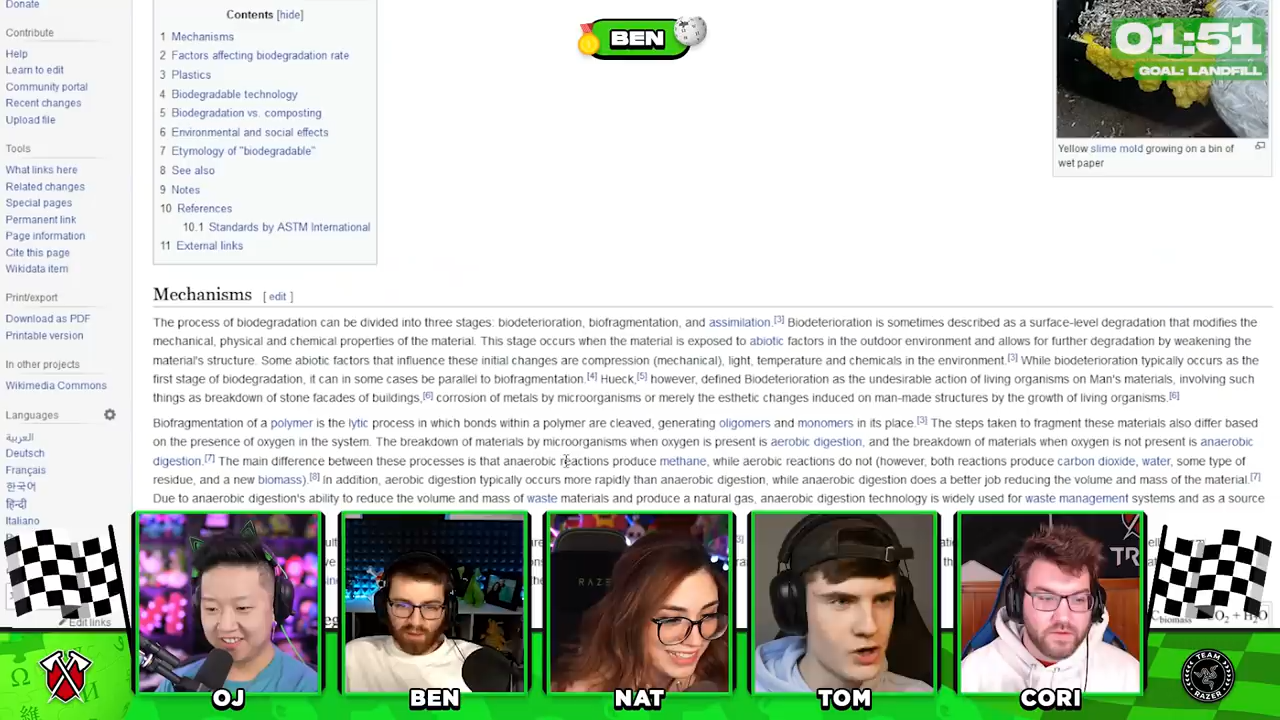 Donate
Contribute
Help
Learn to edit
Community portal
Recent changes
Upload file
Tools
What links here
Related changes
Special pages
Permanent link
Page information
Cite this page
Wikidata item
Print/export
Download as PDF
Printable version
In other projects
Wikimedia Commons
Languages
العربية
Deutsch
Français
한국어
हिन्दी
Italiano
Edit links
Contents [hide]
1 Mechanisms
2 Factors affecting biodegradation rate
3 Plastics
4 Biodegradable technology
5 Biodegradation vs. composting
6 Environmental and social effects
7 Etymology of "biodegradable"
8 See also
9 Notes
10 References
10.1 Standards by ASTM International
11 External links
BEN
01:51
GOAL: LANDFILL
Yellow slime mold growing on a bin of
wet paper
Mechanisms [ edit ]
The process of biodegradation can be divided into three stages: biodeterioration, biofragmentation, and assimilation.[3] Biodeterioration is sometimes described as a surface-level degradation that modifies the
mechanical, physical and chemical properties of the material. This stage occurs when the material is exposed to abiotic factors in the outdoor environment and allows for further degradation by weakening the
material's structure. Some abiotic factors that influence these initial changes are compression (mechanical), light, temperature and chemicals in the environment.[3] While biodeterioration typically occurs as the
first stage of biodegradation, it can in some cases be parallel to biofragmentation.[4] Hueck,[5] however, defined Biodeterioration as the undesirable action of living organisms on Man's materials, involving such
things as breakdown of stone facades of buildings,[6] corrosion of metals by microorganisms or merely the esthetic changes induced on man-made structures by the growth of living organisms.[6]
Biofragmentation of a polymer is the lytic process in which bonds within a polymer are cleaved, generating oligomers and monomers in its place.[3] The steps taken to fragment these materials also differ based
on the presence of oxygen in the system. The breakdown of materials by microorganisms when oxygen is present is aerobic digestion, and the breakdown of materials when oxygen is not present is anaerobic
digestion.[7] The main difference between these processes is that anaerobic reactions produce methane, while aerobic reactions do not (however, both reactions produce carbon dioxide, water, some type of
residue, and a new biomass).[8] In addition, aerobic digestion typically occurs more rapidly than anaerobic digestion, while anaerobic digestion does a better job reducing the volume and mass of the material.[7]
Due to anaerobic digestion's ability to reduce the volume and mass of waste materials and produce a natural gas, anaerobic digestion technology is widely used for waste management systems and as a source
RAZE
TR
OJ
BEN
NAT
TOM
CORI
TEAM
RAZER